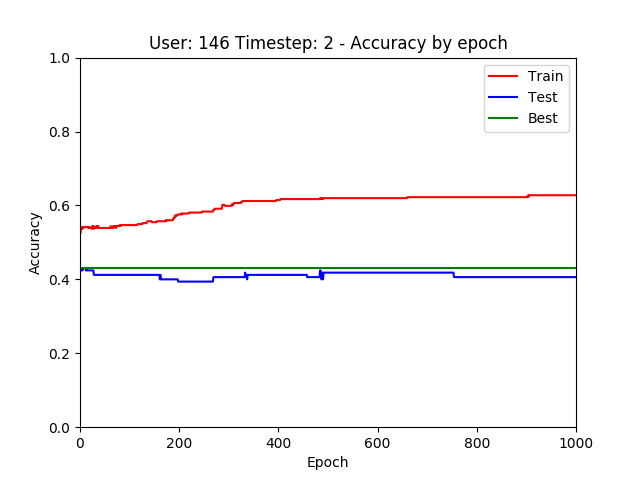 User: 146 Timestep: 2 - Accuracy by epoch
1.0
0.8
0.6
0.4
0.2
0.0
Accuracy
Train
Test
Best
0 200 400 600 800 1000
Epoch